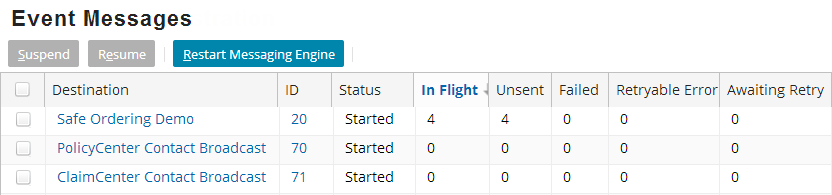 Event Messages
Suspend Resume Restart Messaging Engine
Destination ID Status In Flight Unsent Failed Retryable Error Awaiting Retry
Safe Ordering Demo 20 Started 4 4 0 0 0
PolicyCenter Contact Broadcast 70 Started 0 0 0 0 0
ClaimCenter Contact Broadcast 71 Started 0 0 0 0 0